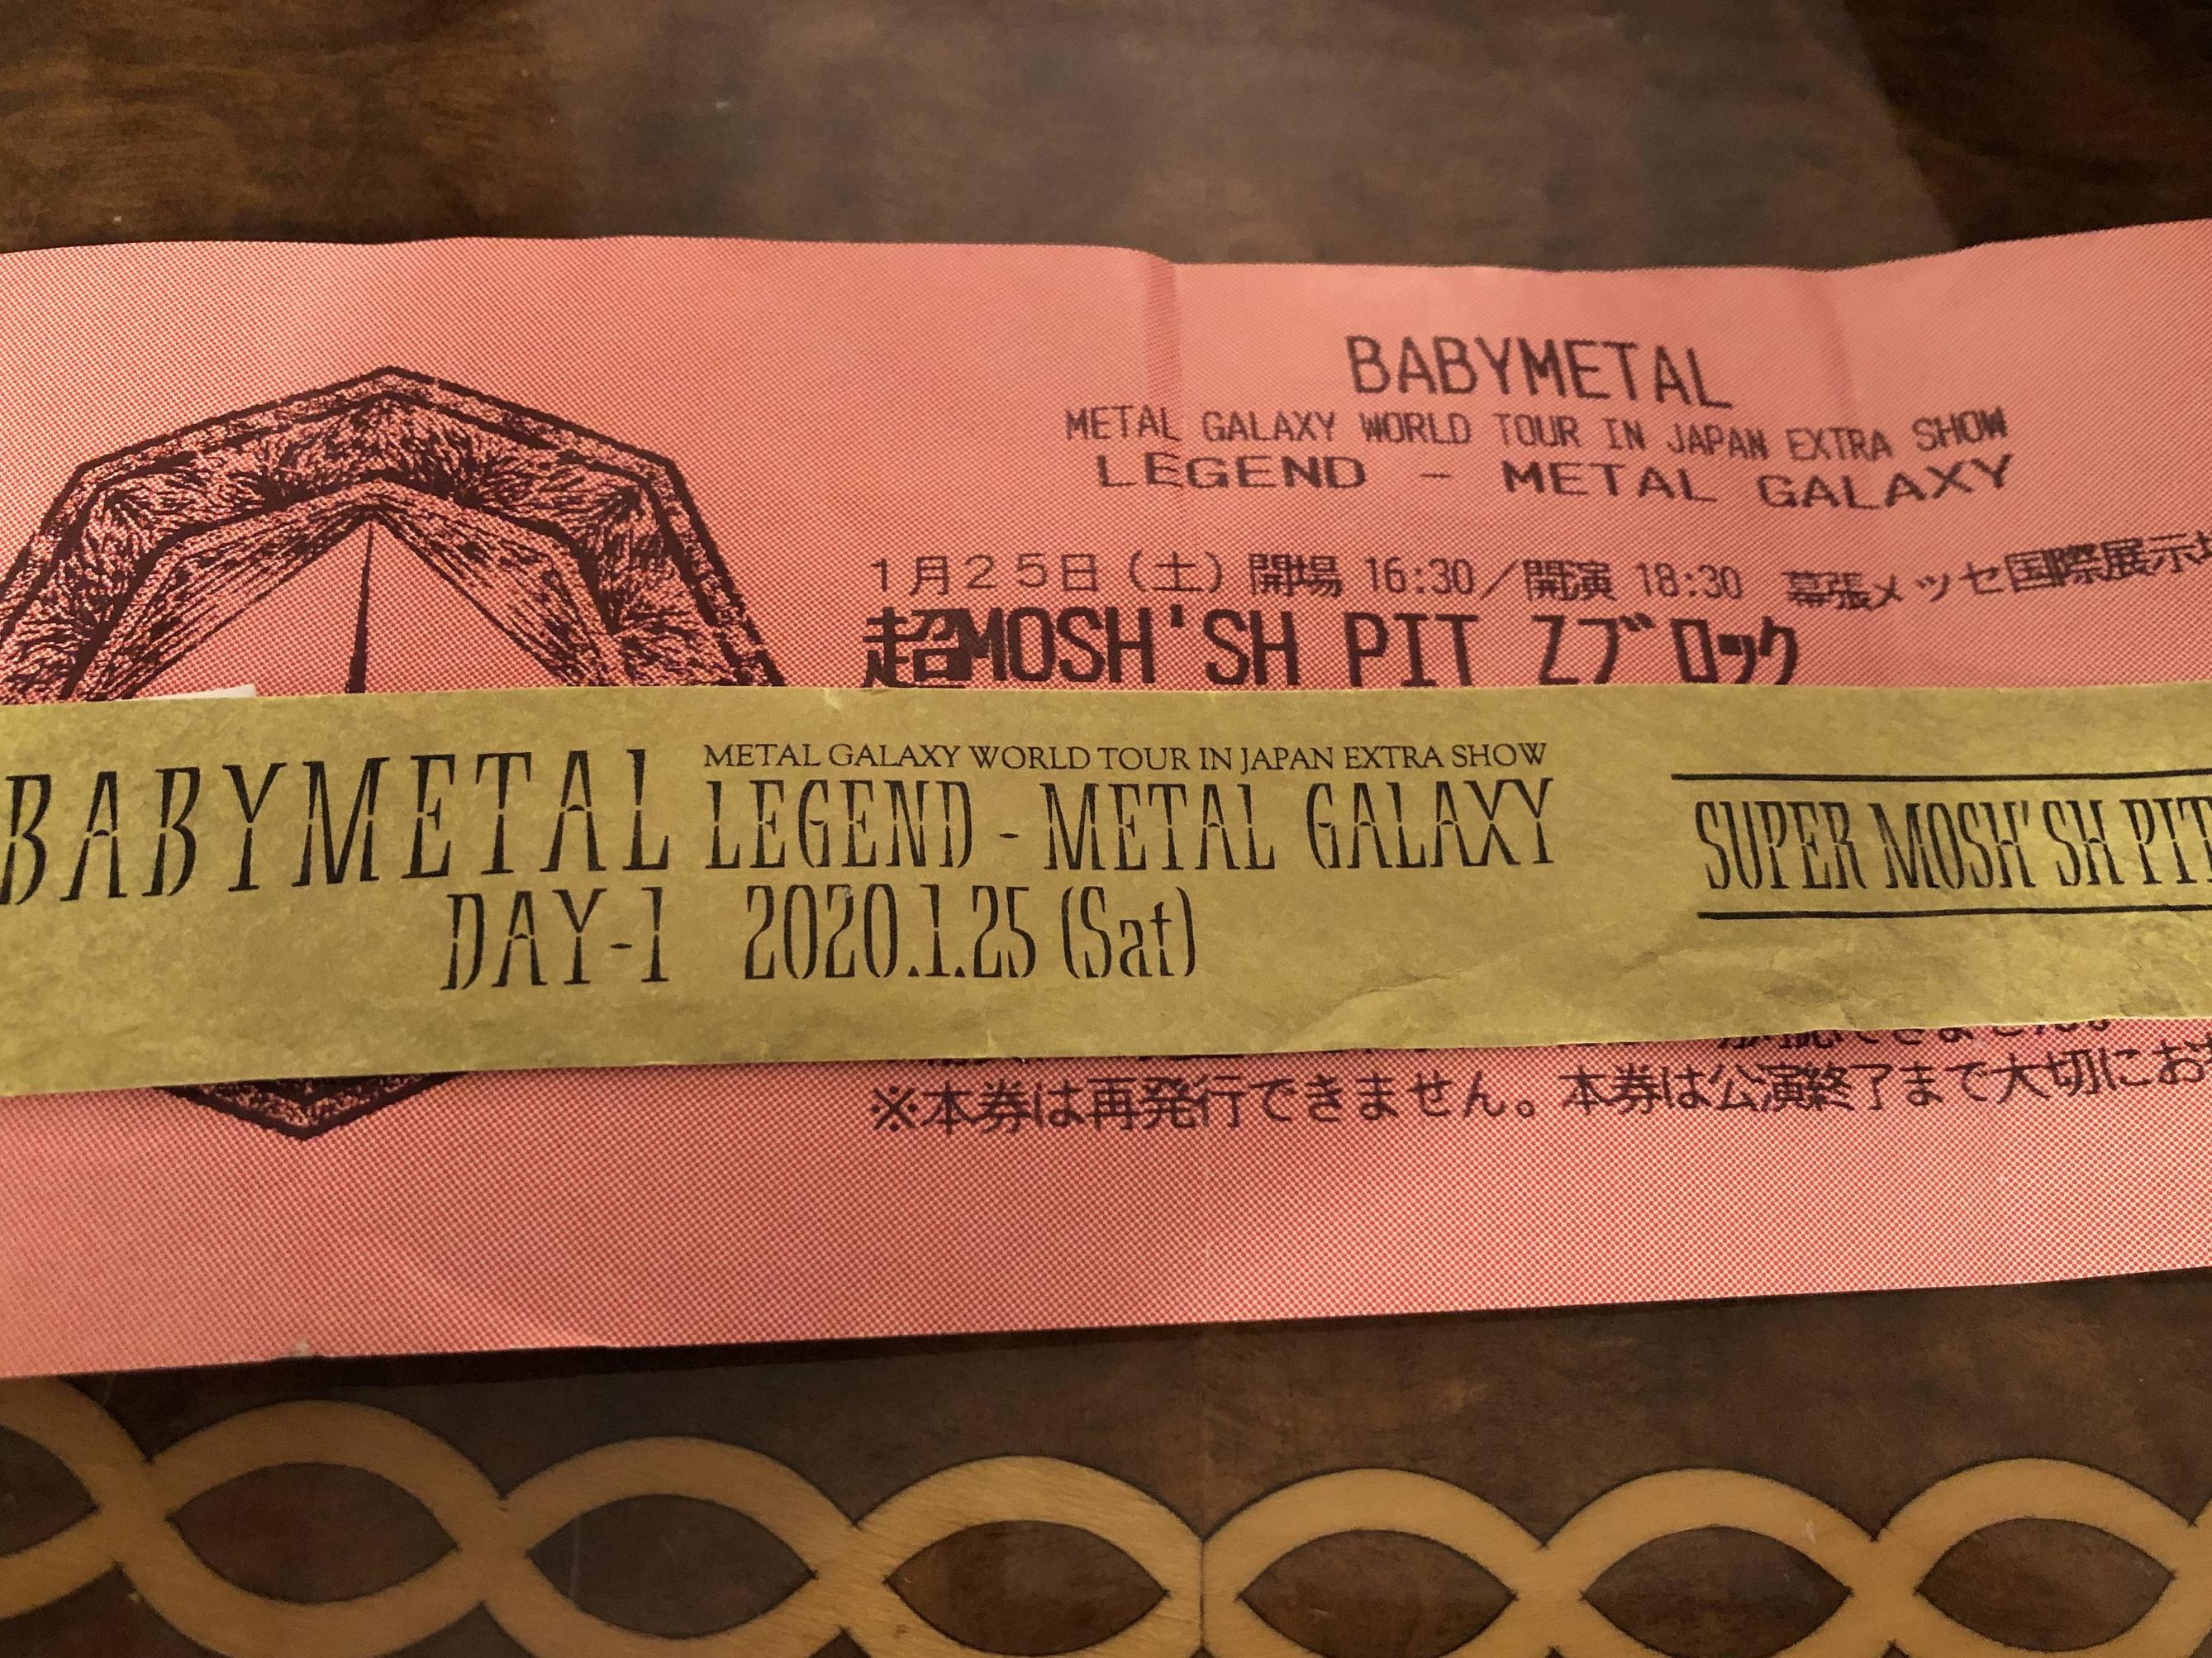 BABYMETAL
METAL GALAXY WORLD TOUR IN JAPAN EXTRA SHOW
LEGEND - METAL GALAXY
1月25日(土)開場 16:30/開演 18:30 幕張メッセ国際展示
超MOSH'SH PIT Zブロック
BABYMETAL
METAL GALAXY WORLD TOUR IN JAPAN EXTRA SHOW
LEGEND - METAL GALAXY
DAY-1 2020.1.25 (Sat)
SUPER MOSH'SH PIT
※本券は再発行できません。本券は公演終了まで大切にお